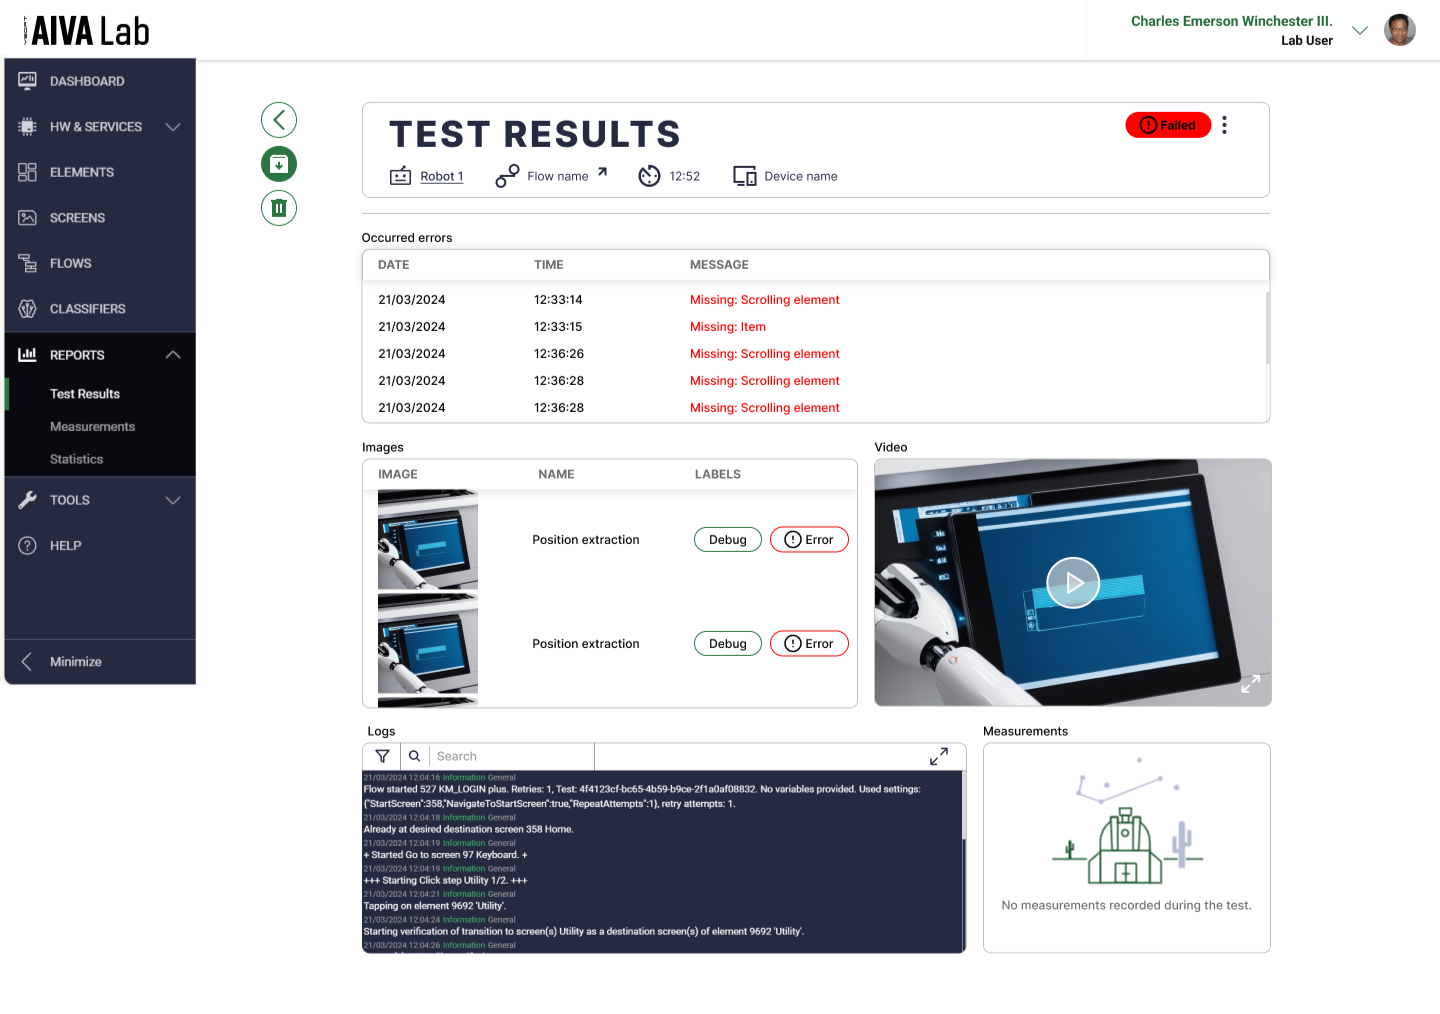 AIVA Lab
Charles Emerson Winchester III.
Lab User
DASHBOARD
HW & SERVICES
ELEMENTS
SCREENS
FLOWS
CLASSIFIERS
REPORTS
Test Results
Measurements
Statistics
TOOLS
HELP
Minimize
TEST RESULTS
Failed
Robot 1
Flow name
12:52
Device name
Occurred errors
DATE TIME MESSAGE
21/03/2024 12:33:14 Missing: Scrolling element
21/03/2024 12:33:15 Missing: Item
21/03/2024 12:36:26 Missing: Scrolling element
21/03/2024 12:36:28 Missing: Scrolling element
21/03/2024 12:36:28 Missing: Scrolling element
Images
IMAGE NAME LABELS
Position extraction Debug Error
Position extraction Debug Error
Video
Logs
Search
21/03/2024 12:04:16 Information General
Flow started 527 KM_LOGIN plus. Retries: 1, Test: 4f4123cf-bc65-4b59-b9ce-2f1a0af08832. No variables provided. Used settings:
{"StartScreen":358,"NavigateToStartScreen":true,"RepeatAttempts":1}, retry attempts: 1.
21/03/2024 12:04:18 Information General
Already at desired destination screen 358 Home.
21/03/2024 12:04:19 Information General
+ Started Go to screen 97 Keyboard. +
21/03/2024 12:04:19 Information General
+++ Starting Click step Utility 1/2. +++
21/03/2024 12:04:21 Information General
Tapping on element 9692 'Utility'.
21/03/2024 12:04:24 Information General
Starting verification of transition to screen(s) Utility as a destination screen(s) of element 9692 'Utility'.
21/03/2024 12:04:26 Information General
Measurements
No measurements recorded during the test.